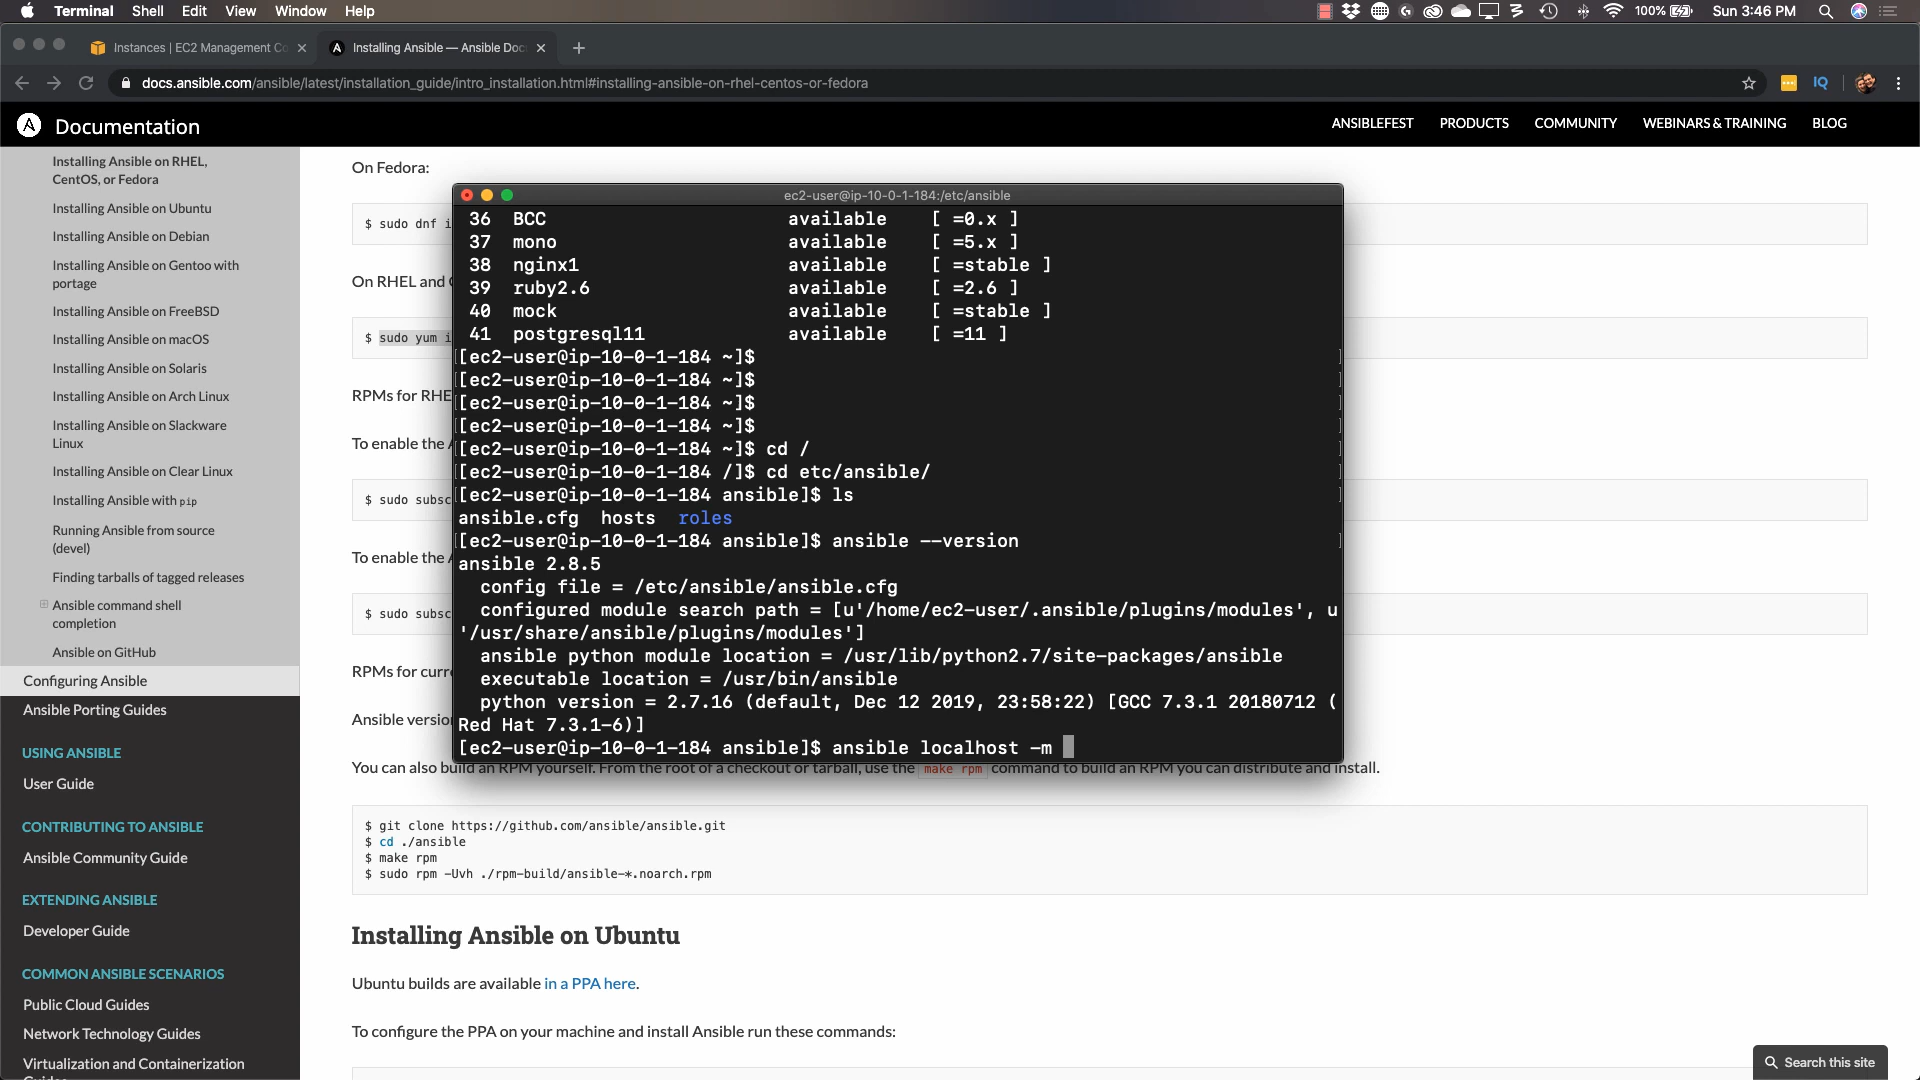 Terminal Shell Edit View Window Help 100% Sun 3:46 PM
Instances | EC2 Management Co
Installing Ansible — Ansible Doc
docs.ansible.com/ansible/latest/installation_guide/intro_installation.html#installing-ansible-on-rhel-centos-or-fedora
IQ
Documentation
ANSIBLEFEST PRODUCTS COMMUNITY WEBINARS & TRAINING BLOG
Installing Ansible on RHEL,
CentOS, or Fedora
Installing Ansible on Ubuntu
Installing Ansible on Debian
Installing Ansible on Gentoo with
portage
Installing Ansible on FreeBSD
Installing Ansible on macOS
Installing Ansible on Solaris
Installing Ansible on Arch Linux
Installing Ansible on Slackware
Linux
Installing Ansible on Clear Linux
Installing Ansible with pip
Running Ansible from source
(devel)
Finding tarballs of tagged releases
Ansible command shell
completion
Ansible on GitHub
Configuring Ansible
Ansible Porting Guides
USING ANSIBLE
User Guide
CONTRIBUTING TO ANSIBLE
Ansible Community Guide
EXTENDING ANSIBLE
Developer Guide
COMMON ANSIBLE SCENARIOS
Public Cloud Guides
Network Technology Guides
Virtualization and Containerization
On Fedora:
$ sudo dnf i
On RHEL and C
$ sudo yum i
RPMs for RHE
To enable the A
$ sudo subsc
To enable the A
$ sudo subsc
RPMs for curre
Ansible version
ec2-user@ip-10-0-1-184:/etc/ansible
36 BCC available [ =0.x ]
37 mono available [ =5.x ]
38 nginx1 available [ =stable ]
39 ruby2.6 available [ =2.6 ]
40 mock available [ =stable ]
41 postgresql11 available [ =11 ]
[ec2-user@ip-10-0-1-184 ~]$
[ec2-user@ip-10-0-1-184 ~]$
[ec2-user@ip-10-0-1-184 ~]$
[ec2-user@ip-10-0-1-184 ~]$
[ec2-user@ip-10-0-1-184 ~]$ cd /
[ec2-user@ip-10-0-1-184 /]$ cd etc/ansible/
[ec2-user@ip-10-0-1-184 ansible]$ ls
ansible.cfg hosts roles
[ec2-user@ip-10-0-1-184 ansible]$ ansible --version
ansible 2.8.5
config file = /etc/ansible/ansible.cfg
configured module search path = [u'/home/ec2-user/.ansible/plugins/modules', u
'/usr/share/ansible/plugins/modules']
ansible python module location = /usr/lib/python2.7/site-packages/ansible
executable location = /usr/bin/ansible
python version = 2.7.16 (default, Dec 12 2019, 23:58:22) [GCC 7.3.1 20180712 (
Red Hat 7.3.1-6)]
[ec2-user@ip-10-0-1-184 ansible]$ ansible localhost -m
You can also build an RPM yourself. From the root of a checkout or tarball, use the make rpm command to build an RPM you can distribute and install.
$ git clone https://github.com/ansible/ansible.git
$ cd ./ansible
$ make rpm
$ sudo rpm -Uvh ./rpm-build/ansible-*.noarch.rpm
Installing Ansible on Ubuntu
Ubuntu builds are available in a PPA here.
To configure the PPA on your machine and install Ansible run these commands:
Search this site